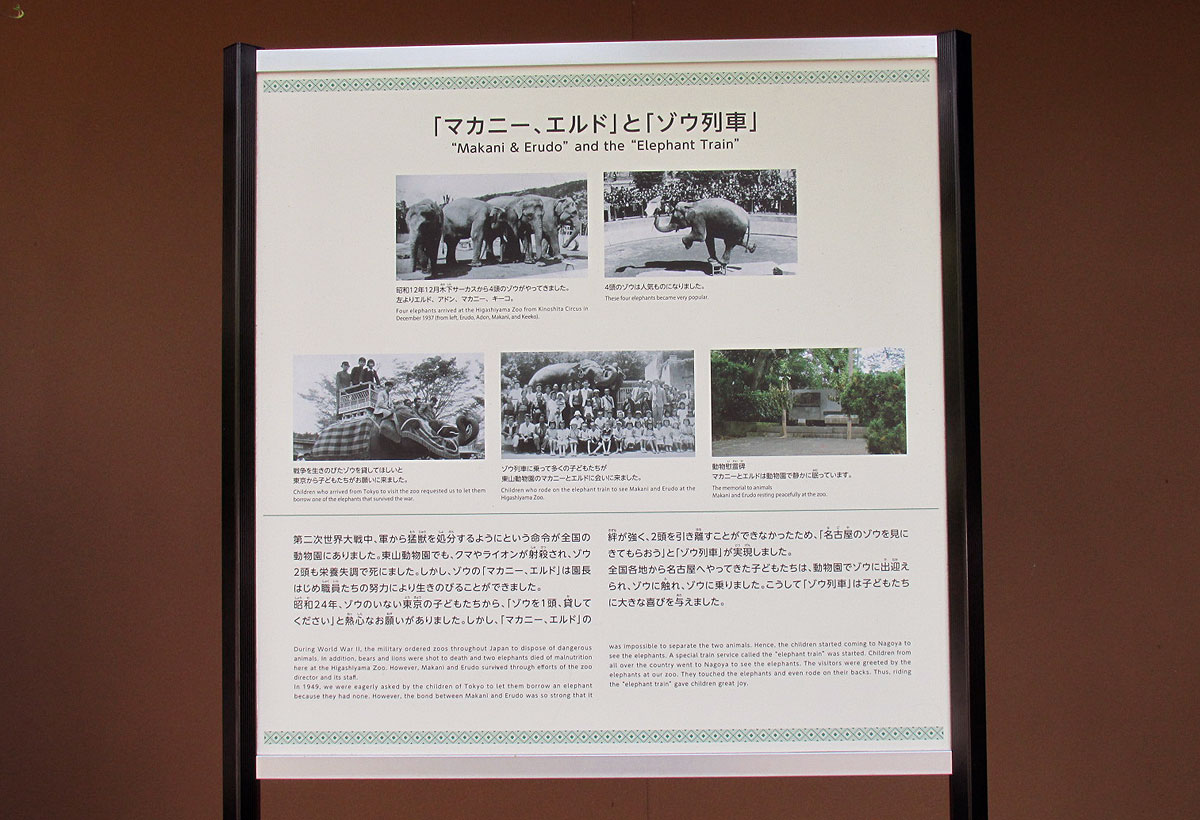 「マカニー、エルド」と「ゾウ列車」
“Makani & Erudo” and the “Elephant Train”
昭和12年12月木下サーカスから4頭のゾウがやってきました。
左よりエルド、アドン、マカニー、キーコ。
Four elephants arrived at the Higashiyama Zoo from Kinoshita Circus in
December 1937 (from left, Erudo, Adon, Makani, and Keeko).
4頭のゾウは人気ものになりました。
These four elephants became very popular.
戦争を生きのびたゾウを貸してほしいと
東京から子どもたちがお願いに来ました。
Children who arrived from Tokyo to visit the zoo requested us to let them
borrow one of the elephants that survived the war.
ゾウ列車に乗って多くの子どもたちが
東山動物園のマカニーとエルドに会いに来ました。
Children who rode on the elephant train to see Makani and Erudo at the
Higashiyama Zoo.
動物慰霊碑
マカニーとエルドは動物園で静かに眠っています。
The memorial to animals
Makani and Erudo resting peacefully at the zoo.
第二次世界大戦中、軍から猛獣を処分するようにという命令が全国の
動物園にありました。東山動物園でも、クマやライオンが射殺され、ゾウ
2頭も栄養失調で死にました。しかし、ゾウの「マカニー、エルド」は園長
はじめ職員たちの努力により生きのびることができました。
昭和24年、ゾウのいない東京の子どもたちから、「ゾウを1頭、貸して
ください」と熱心なお願いがありました。しかし、「マカニー、エルド」の
絆が強く、2頭を引き離すことができなかったため、「名古屋のゾウを見に
きてもらおう」と「ゾウ列車」が実現しました。
全国各地から名古屋へやってきた子どもたちは、動物園でゾウに出迎え
られ、ゾウに触れ、ゾウに乗りました。こうして「ゾウ列車」は子どもたち
に大きな喜びを与えました。
During World War II, the military ordered zoos throughout Japan to dispose of dangerous
animals. In addition, bears and lions were shot to death and two elephants died of malnutrition
here at the Higashiyama Zoo. However, Makani and Erudo survived through efforts of the zoo
director and its staff.
In 1949, we were eagerly asked by the children of Tokyo to let them borrow an elephant
because they had none. However, the bond between Makani and Erudo was so strong that it
was impossible to separate the two animals. Hence, the children started coming to Nagoya to
see the elephants. A special train service called the “elephant train” was started. Children from
all over the country went to Nagoya to see the elephants. The visitors were greeted by the
elephants at our zoo. They touched the elephants and even rode on their backs. Thus, riding
the “elephant train” gave children great joy.